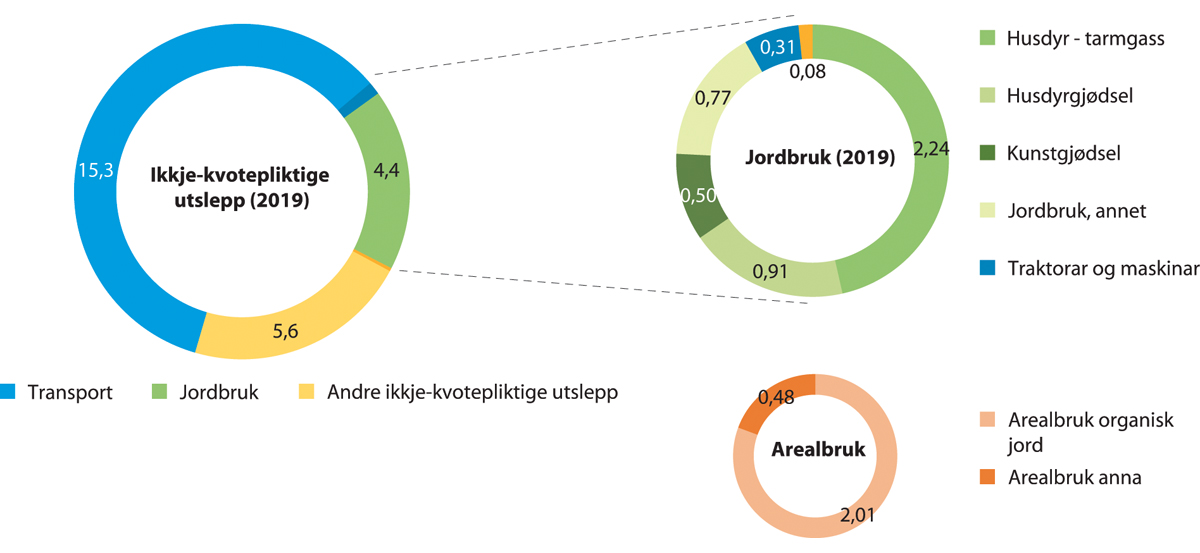 15,3
Ikkje-kvotepliktige
utslepp (2019)
4,4
5,6
Transport
Jordbruk
Andre ikkje-kvotepliktige utslepp
0,31
0,08
0,77
Jordbruk (2019)
2,24
0,50
0,91
Husdyr - tarmgass
Husdyrgjødsel
Kunstgjødsel
Jordbruk, annet
Traktorar og maskinar
0,48
Arealbruk
2,01
Arealbruk organisk
jord
Arealbruk anna